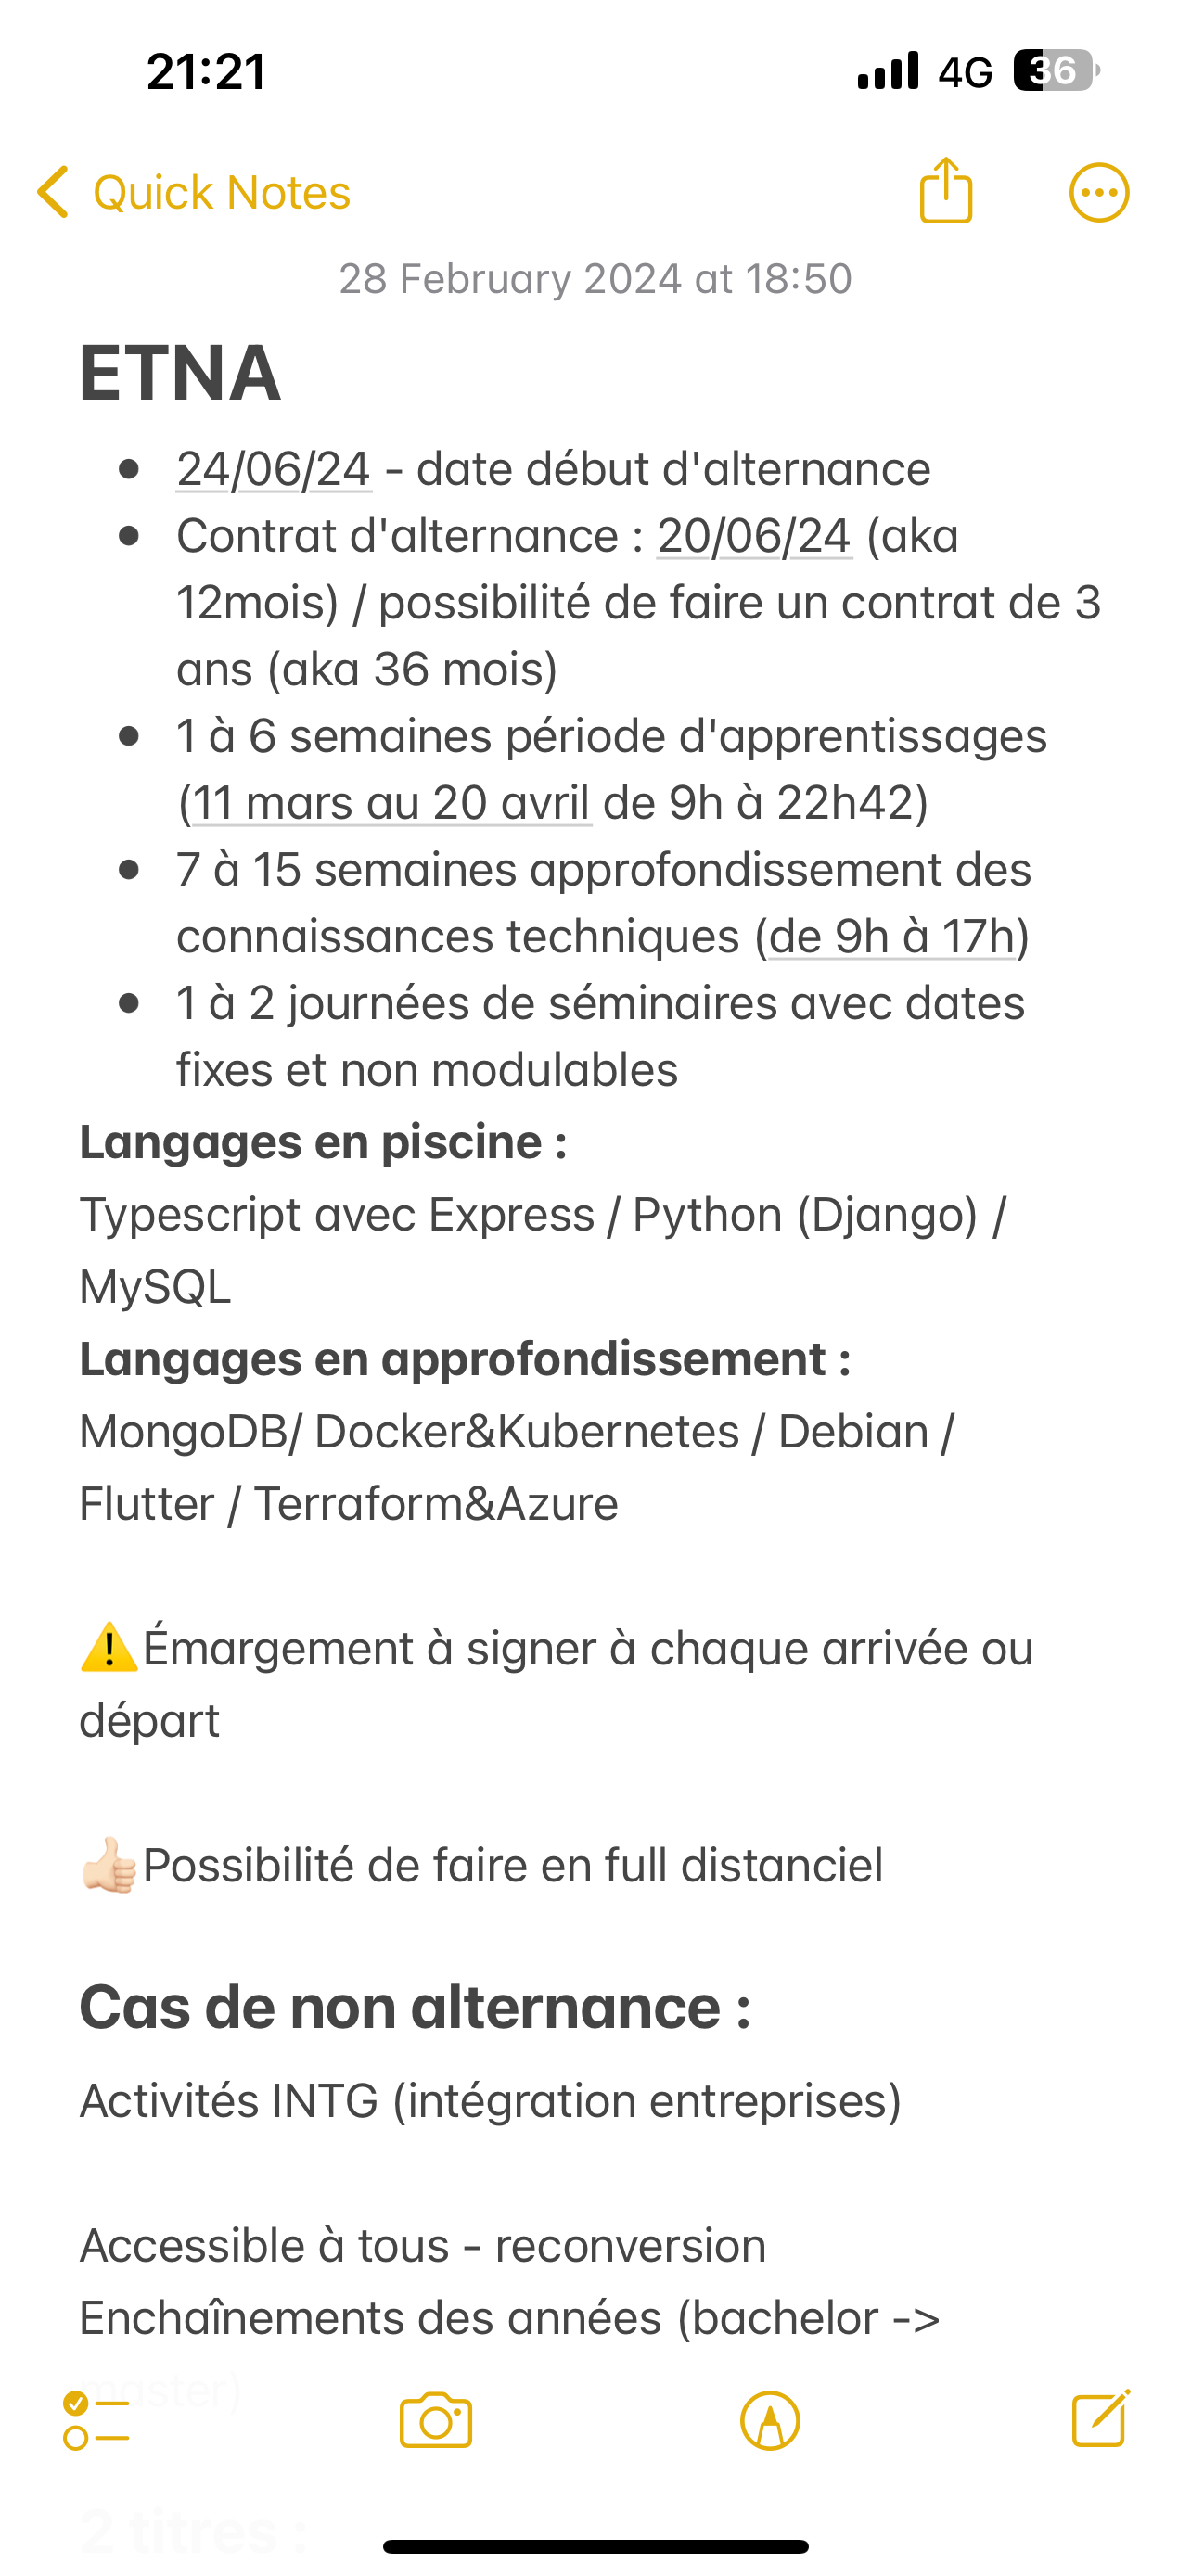 21:21
4G
36
Quick Notes
28 February 2024 at 18:50
ETNA
• 24/06/24 - date début d'alternance
• Contrat d'alternance : 20/06/24 (aka
12mois) / possibilité de faire un contrat de 3
ans (aka 36 mois)
• 1 à 6 semaines période d'apprentissages
(11 mars au 20 avril de 9h à 22h42)
• 7 à 15 semaines approfondissement des
connaissances techniques (de 9h à 17h)
• 1 à 2 journées de séminaires avec dates
fixes et non modulables
Langages en piscine :
Typescript avec Express / Python (Django) /
MySQL
Langages en approfondissement :
MongoDB/ Docker&Kubernetes / Debian /
Flutter / Terraform&Azure
⚠️Émargement à signer à chaque arrivée ou
départ
👍🏻Possibilité de faire en full distanciel
Cas de non alternance :
Activités INTG (intégration entreprises)
Accessible à tous - reconversion
Enchaînements des années (bachelor ->
master)
2 titres :